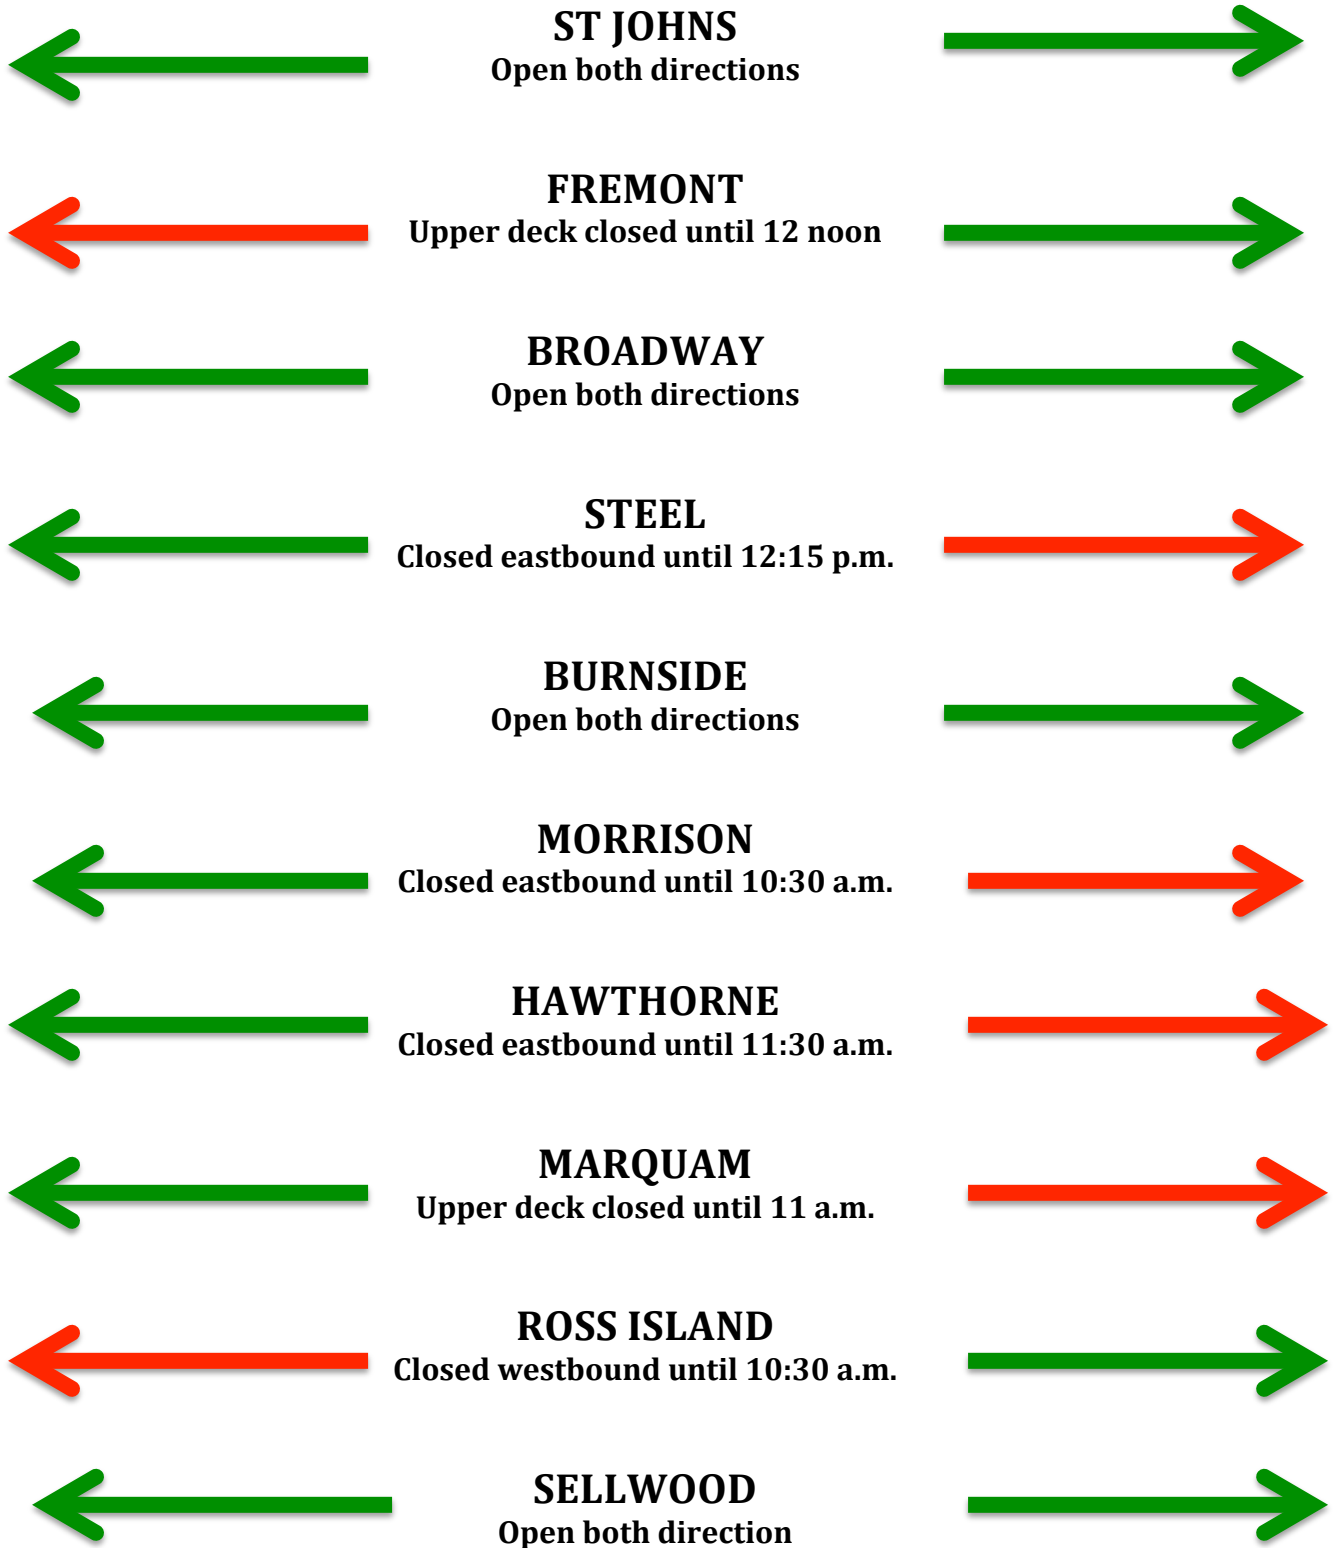 ST JOHNS
Open both directions
FREMONT
Upper deck closed until 12 noon
BROADWAY
Open both directions
STEEL
Closed eastbound until 12:15 p.m.
BURNSIDE
Open both directions
MORRISON
Closed eastbound until 10:30 a.m.
HAWTHORNE
Closed eastbound until 11:30 a.m.
MARQUAM
Upper deck closed until 11 a.m.
ROSS ISLAND
Closed westbound until 10:30 a.m.
SELLWOOD
Open both direction